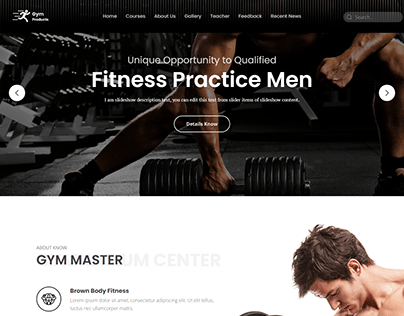 Gym
Products
Home Courses About Us Gallery Teacher Feedback Recent News
Search...
Unique Opportunity to Qualified
Fitness Practice Men
I am slideshow description text, you can edit this text from slider items of slideshow content.
Details Know
ABOUT KNOW
GYM MASTER UM CENTER
Brown Body Fitness
Lorem ipsum dolor sit amet, consectetur adipiscing elit. Ut elit tellus,
luctus nec ullamcorper mattis.